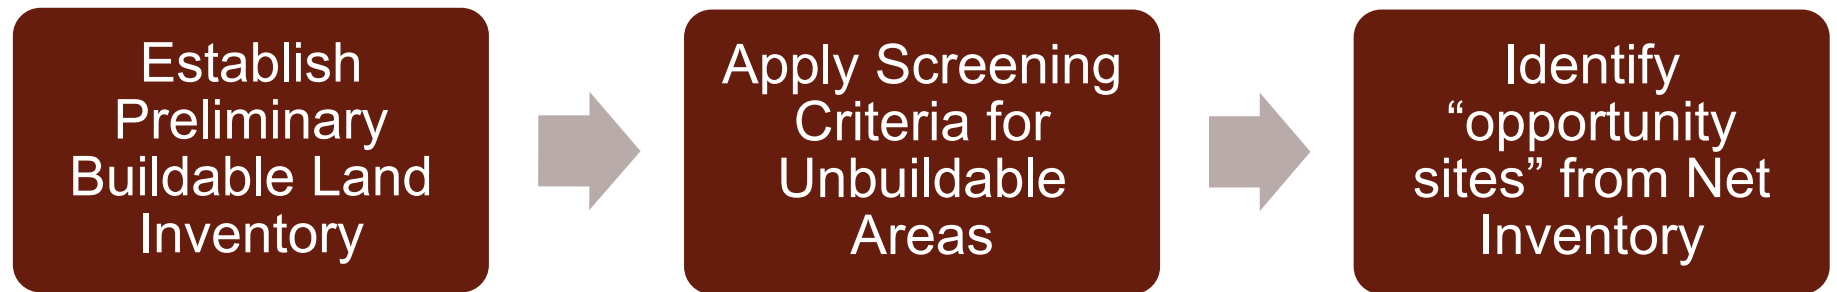 Establish
Preliminary
Buildable Land
Inventory
Apply Screening
Criteria for
Unbuildable
Areas
Identify
“opportunity
sites” from Net
Inventory